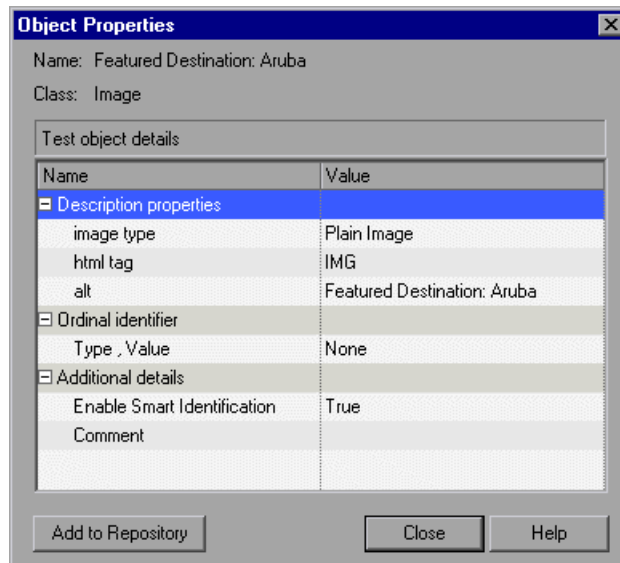 Object Properties
Name: Featured Destination: Aruba
Class: Image
Test object details
Name Value
Description properties
image type Plain Image
html tag IMG
alt Featured Destination: Aruba
Ordinal identifier
Type , Value None
Additional details
Enable Smart Identification True
Comment
Add to Repository Close Help